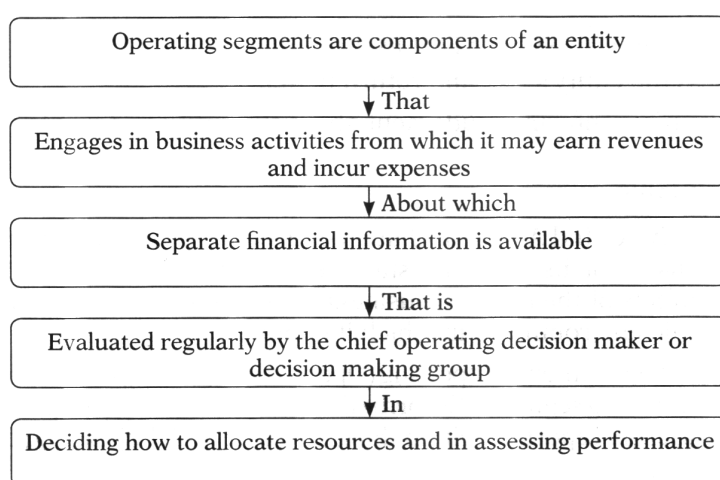 Operating segments are components of an entity
That
Engages in business activities from which it may earn revenues
and incur expenses
About which
Separate financial information is available
That is
Evaluated regularly by the chief operating decision maker or
decision making group
In
Deciding how to allocate resources and in assessing performance